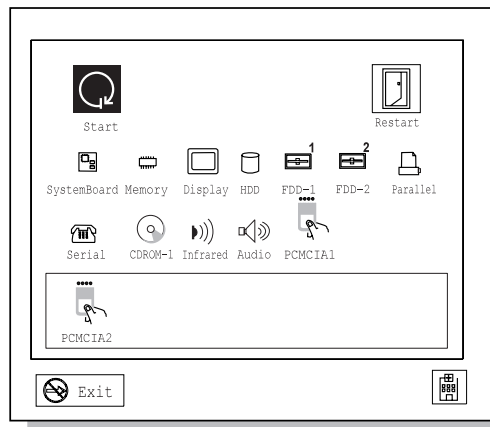 Start Restart
1 2
SystemBoard Memory Display HDD FDD-1 FDD-2 Parallel
Serial CDROM-1 Infrared Audio PCMCIA1
PCMCIA2
Exit